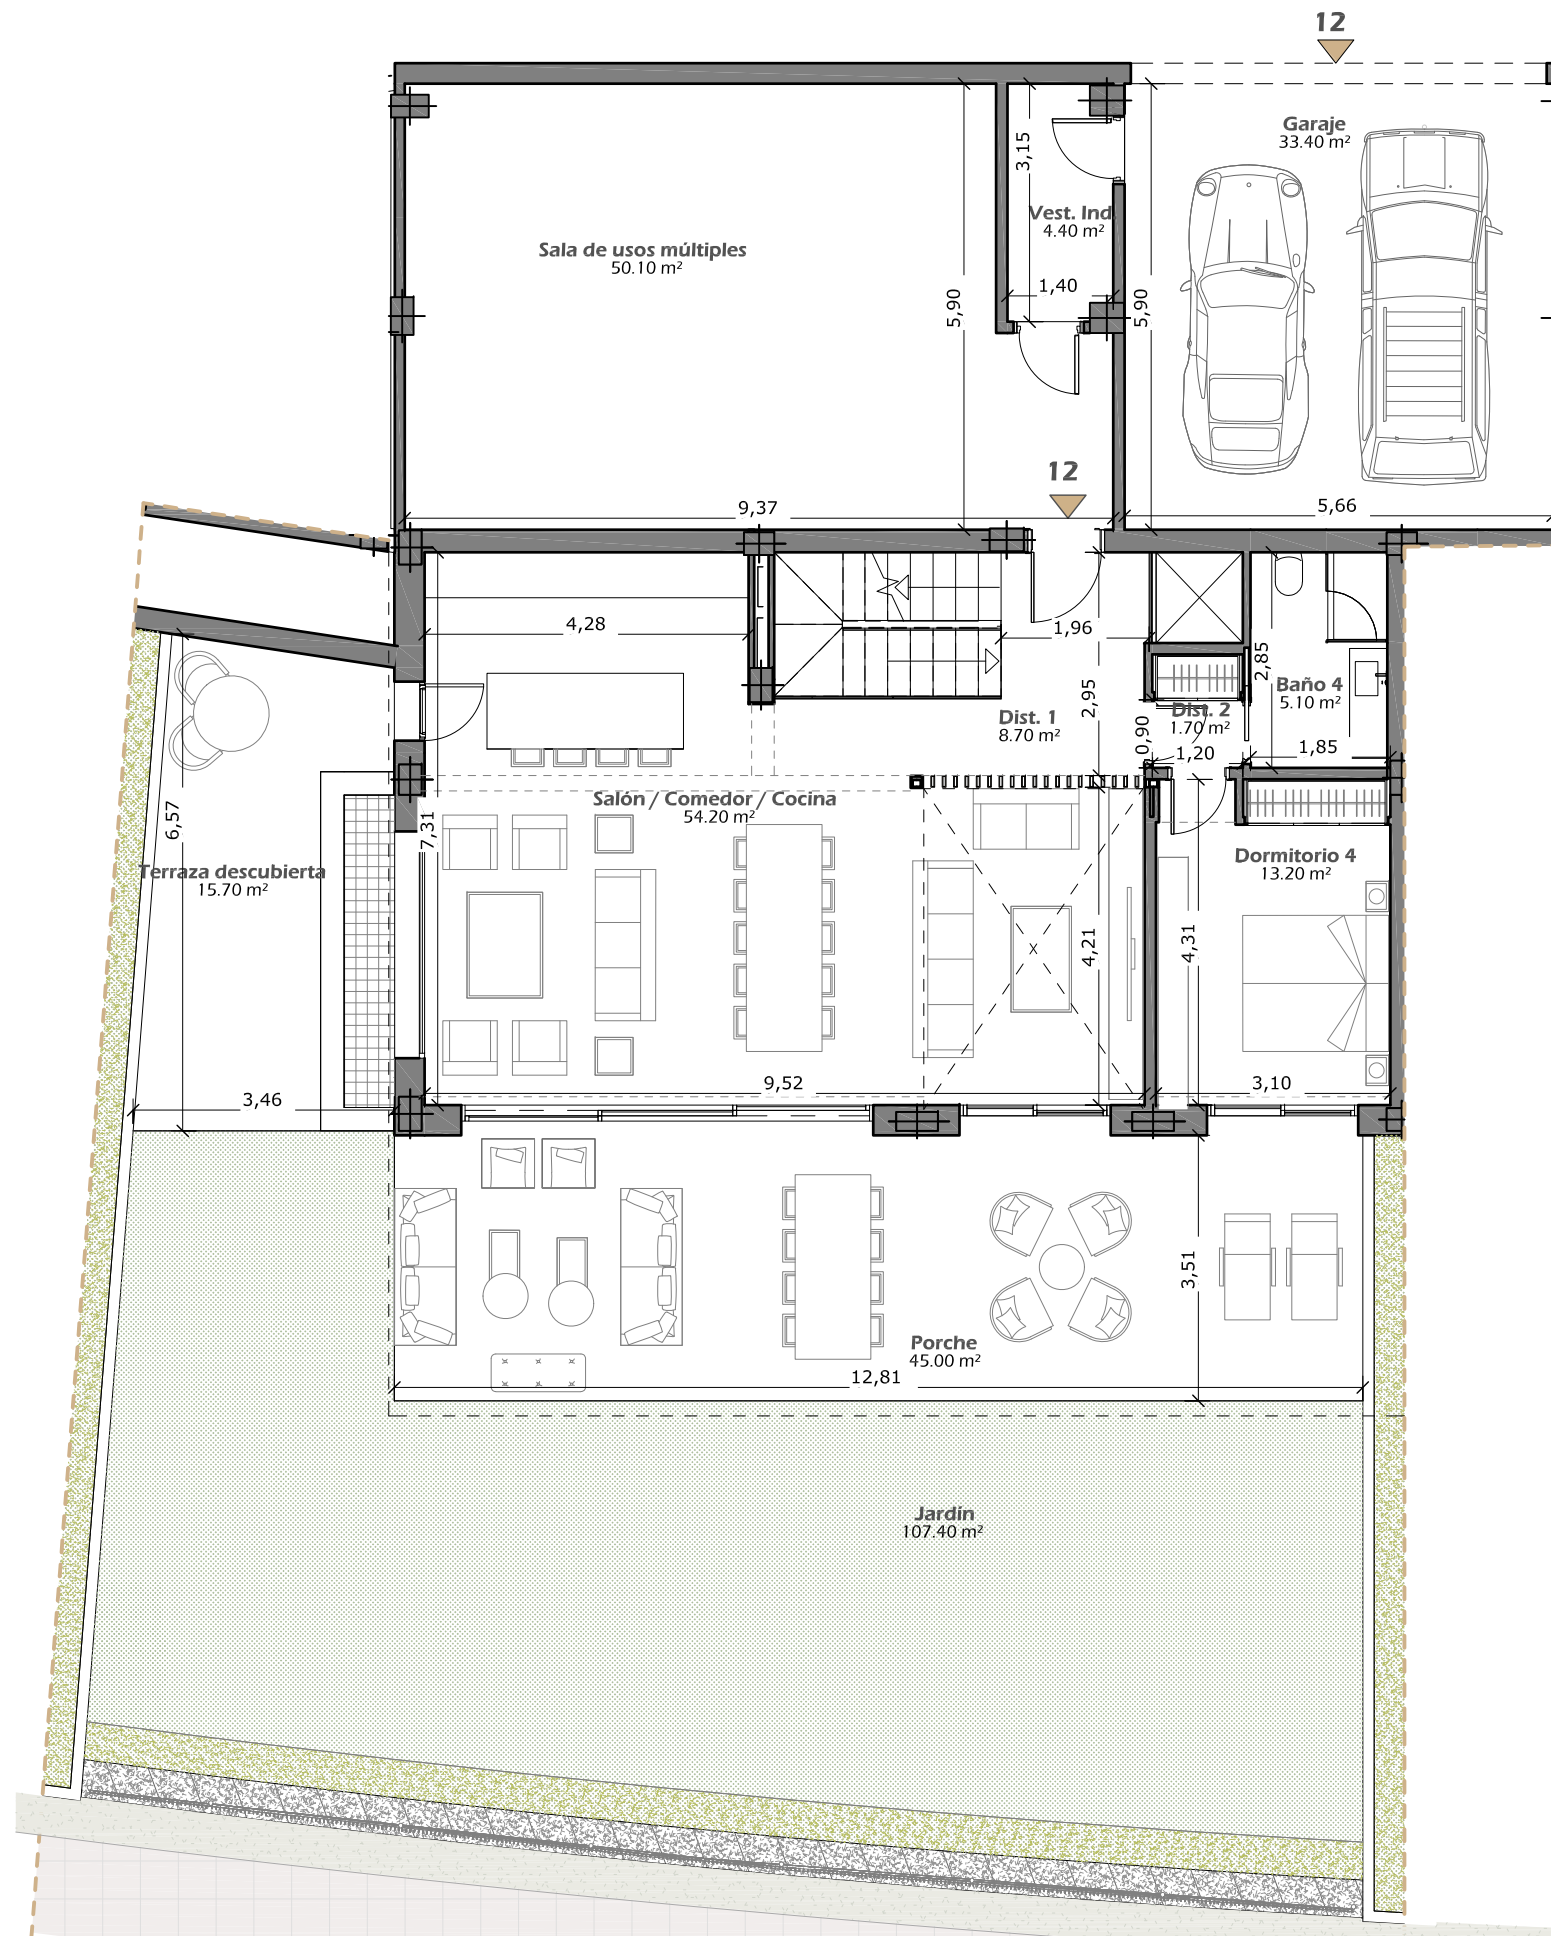 12
Garaje
33.40 m²
3,15
Vest. Ind.
4.40 m²
Sala de usos múltiples
50.10 m²
1,40
5,90
5,90
12
9,37
5,66
4,28
1,96
2,85
2,95
Baño 4
5.10 m²
Dist. 1
8.70 m²
Dist. 2
1.70 m²
0,90
1,20
1,85
Salón / Comedor / Cocina
54.20 m²
6,57
7,31
Terraza descubierta
15.70 m²
Dormitorio 4
13.20 m²
4,21
4,31
9,52
3,10
3,46
3,51
Porche
45.00 m²
12,81
Jardín
107.40 m²